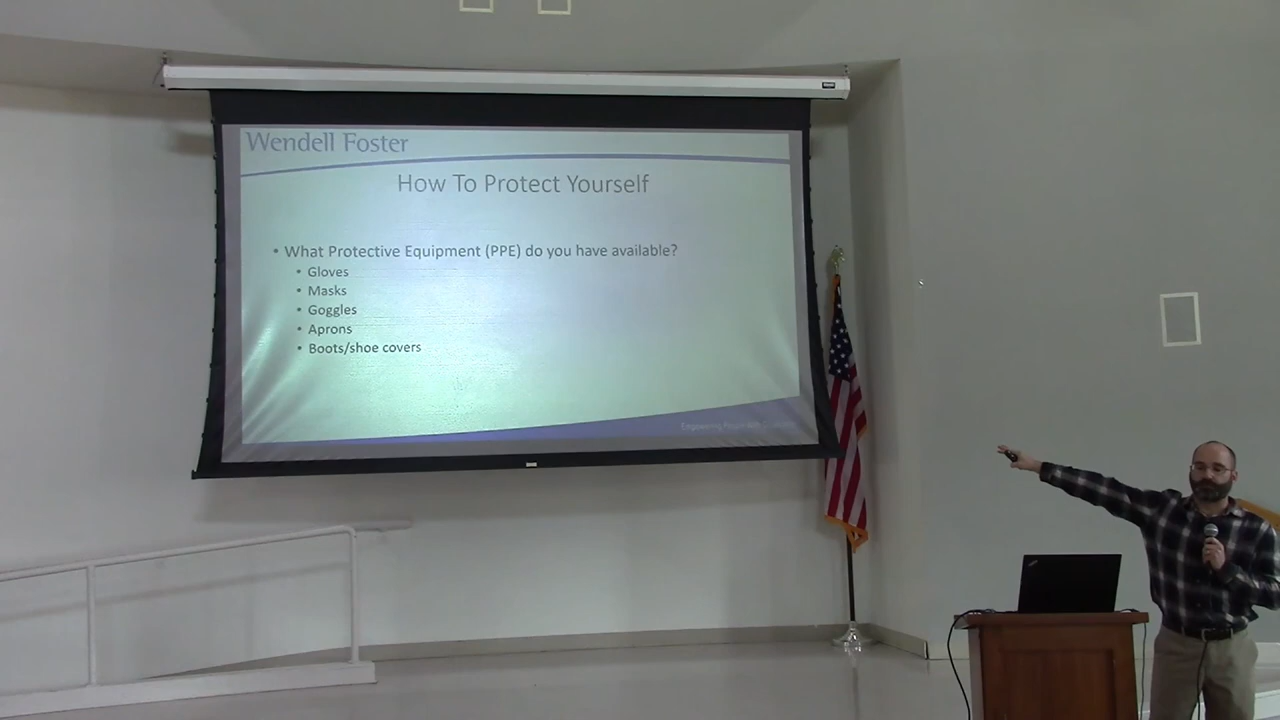 Wendell Foster
How To Protect Yourself
• What Protective Equipment (PPE) do you have available?
• Gloves
• Masks
• Goggles
• Aprons
• Boots/shoe covers